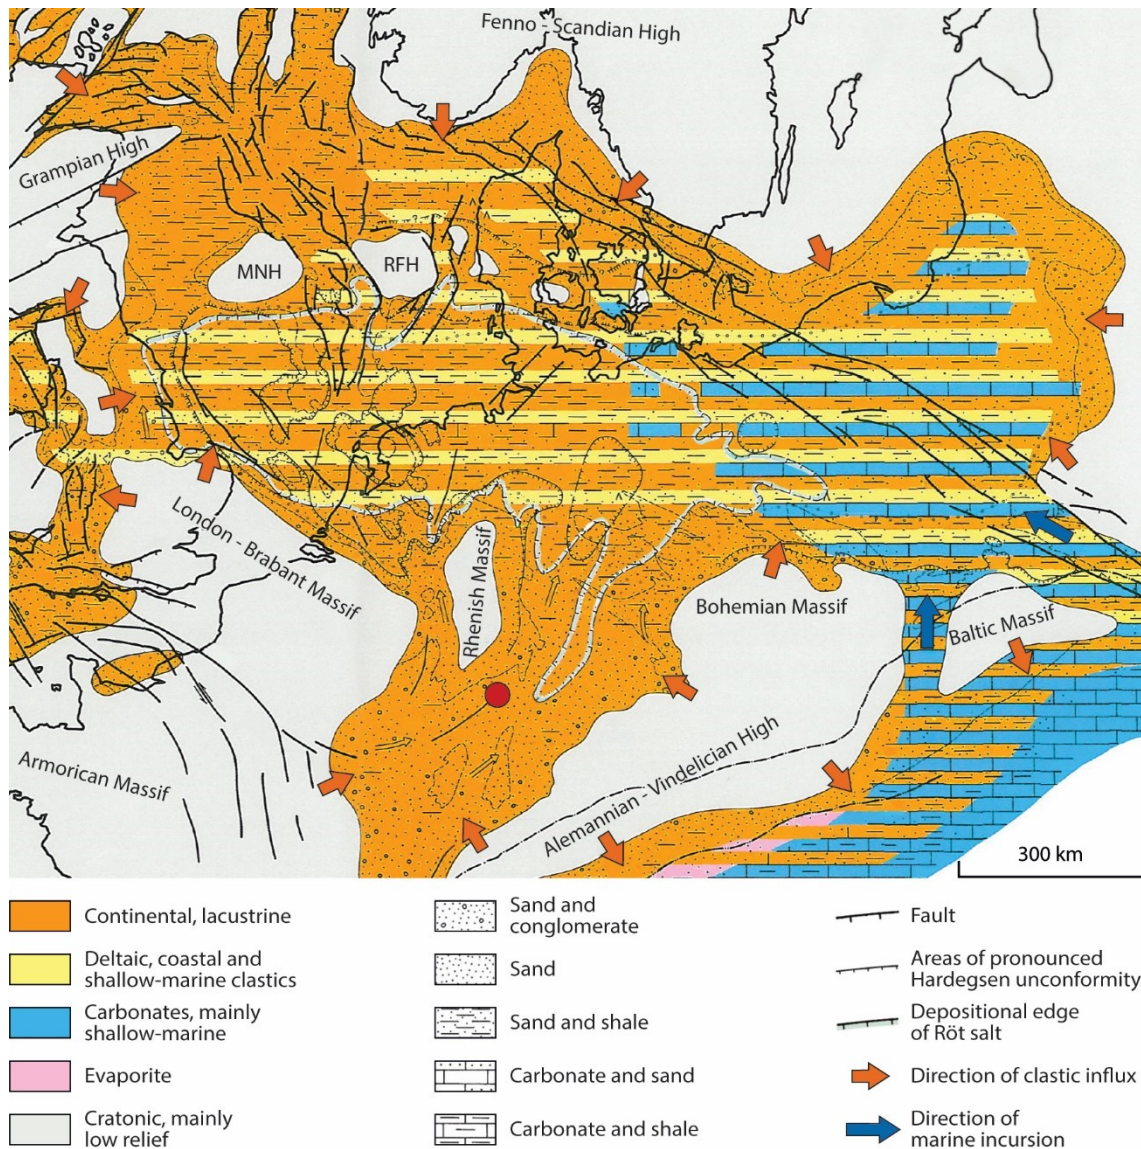 Fenno - Scandian High
Grampian High
MNH
RFH
London - Brabant Massif
Rhenish Massif
Bohemian Massif
Baltic Massif
Armorican Massif
Alemannian - Vindelician High
300 km
Continental, lacustrine
Deltaic, coastal and
shallow-marine clastics
Carbonates, mainly
shallow-marine
Evaporite
Cratonic, mainly
low relief
Sand and
conglomerate
Sand
Sand and shale
Carbonate and sand
Carbonate and shale
Fault
Areas of pronounced
Hardegsen unconformity
Depositional edge
of Röt salt
Direction of clastic influx
Direction of
marine incursion